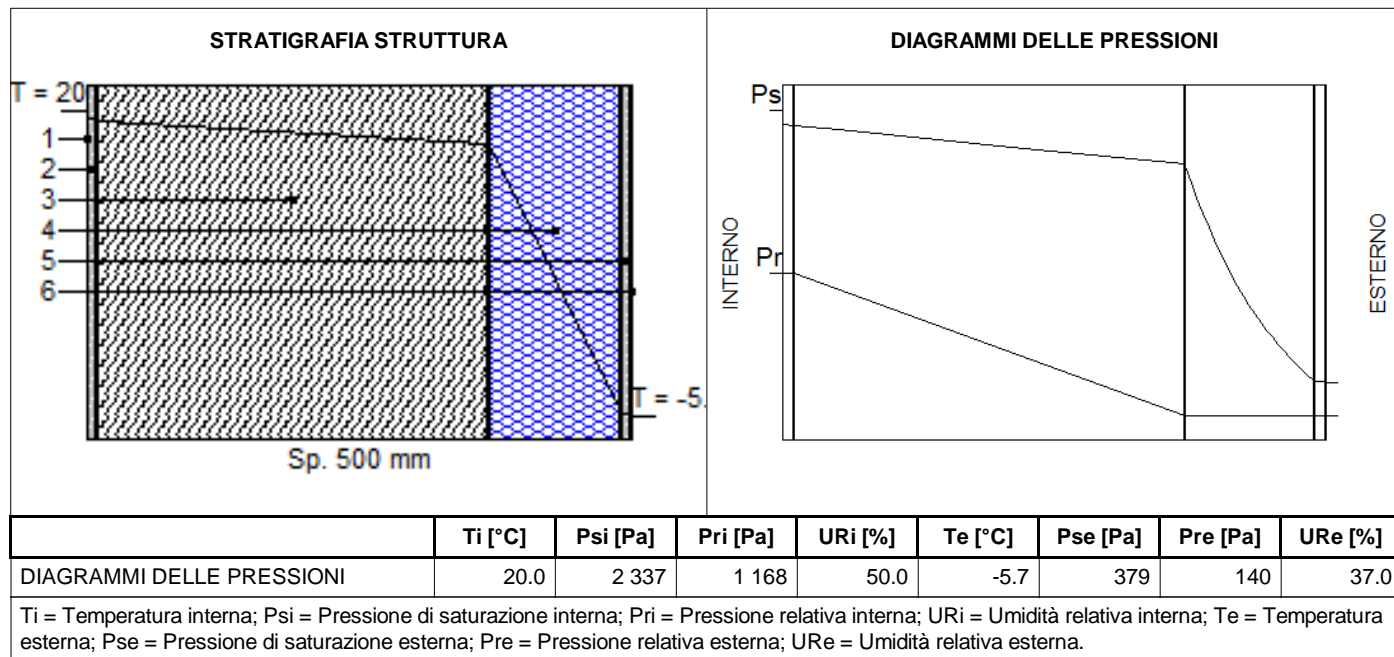 STRATIGRAFIA STRUTTURA
T = 20
1
2
3
4
5
6
T = -5.
Sp. 500 mm
DIAGRAMMI DELLE PRESSIONI
Ps
Pr
INTERNO
ESTERNO
Ti [°C] Psi [Pa] Pri [Pa] URi [%] Te [°C] Pse [Pa] Pre [Pa] URe [%]
DIAGRAMMI DELLE PRESSIONI 20.0 2 337 1 168 50.0 -5.7 379 140 37.0
Ti = Temperatura interna; Psi = Pressione di saturazione interna; Pri = Pressione relativa interna; URi = Umidità relativa interna; Te = Temperatura
esterna; Pse = Pressione di saturazione esterna; Pre = Pressione relativa esterna; URe = Umidità relativa esterna.